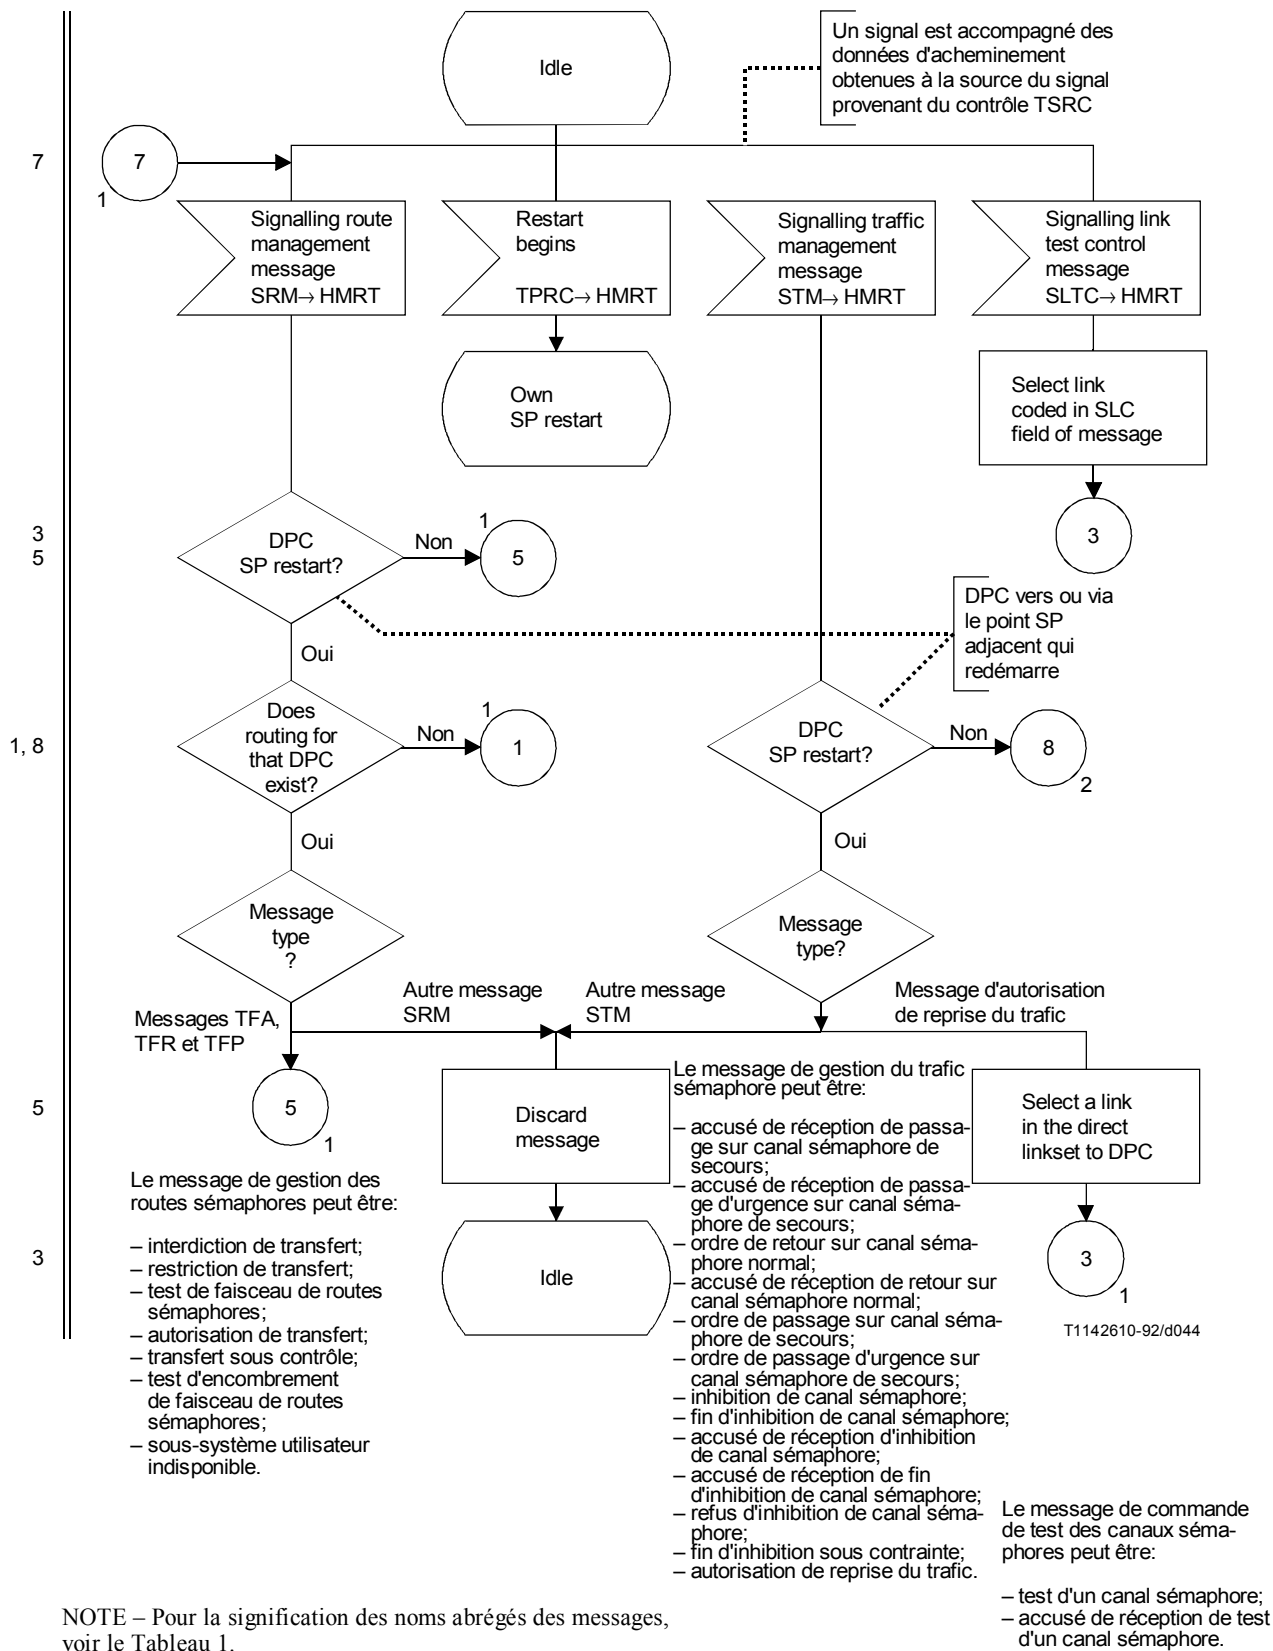 Idle
Un signal est accompagné des
données d'acheminement
obtenues à la source du signal
provenant du contrôle TSRC
7
7
1
Signalling route
management
message
SRM→ HMRT
Restart
begins
TPRC→ HMRT
Signalling traffic
management
message
STM→ HMRT
Signalling link
test control
message
SLTC→ HMRT
Own
SP restart
Select link
coded in SLC
field of message
3
3
5
DPC
SP restart?
Non
1
5
DPC vers ou via
le point SP
adjacent qui
redémarre
Oui
1, 8
Does
routing for
that DPC
exist?
Non
1
1
DPC
SP restart?
Non
8
2
Oui
Oui
Message
type
?
Message
type?
Messages TFA,
TFR et TFP
Autre message
SRM
Autre message
STM
Message d'autorisation
de reprise du trafic
5
5
1
Discard
message
Select a link
in the direct
linkset to DPC
3
Idle
3
1
T1142610-92/d044
Le message de gestion des
routes sémaphores peut être:
– interdiction de transfert;
– restriction de transfert;
– test de faisceau de routes
sémaphores;
– autorisation de transfert;
– transfert sous contrôle;
– test d'encombrement
de faisceau de routes
sémaphores;
– sous-système utilisateur
indisponible.
Le message de gestion du trafic
sémaphore peut être:
– accusé de réception de passa-
ge sur canal sémaphore de
secours;
– accusé de réception de passa-
ge d'urgence sur canal séma-
phore de secours;
– ordre de retour sur canal séma-
phore normal;
– accusé de réception de retour sur
canal sémaphore normal;
– ordre de passage sur canal séma-
phore de secours;
– ordre de passage d'urgence sur
canal sémaphore de secours;
– inhibition de canal sémaphore;
– fin d'inhibition de canal sémaphore;
– accusé de réception d'inhibition
de canal sémaphore;
– accusé de réception de fin
d'inhibition de canal sémaphore;
– refus d'inhibition de canal séma-
phore;
– fin d'inhibition sous contrainte;
– autorisation de reprise du trafic.
Le message de commande
de test des canaux séma-
phores peut être:
– test d'un canal sémaphore;
– accusé de réception de test
d'un canal sémaphore.
NOTE – Pour la signification des noms abrégés des messages,
voir le Tableau 1.